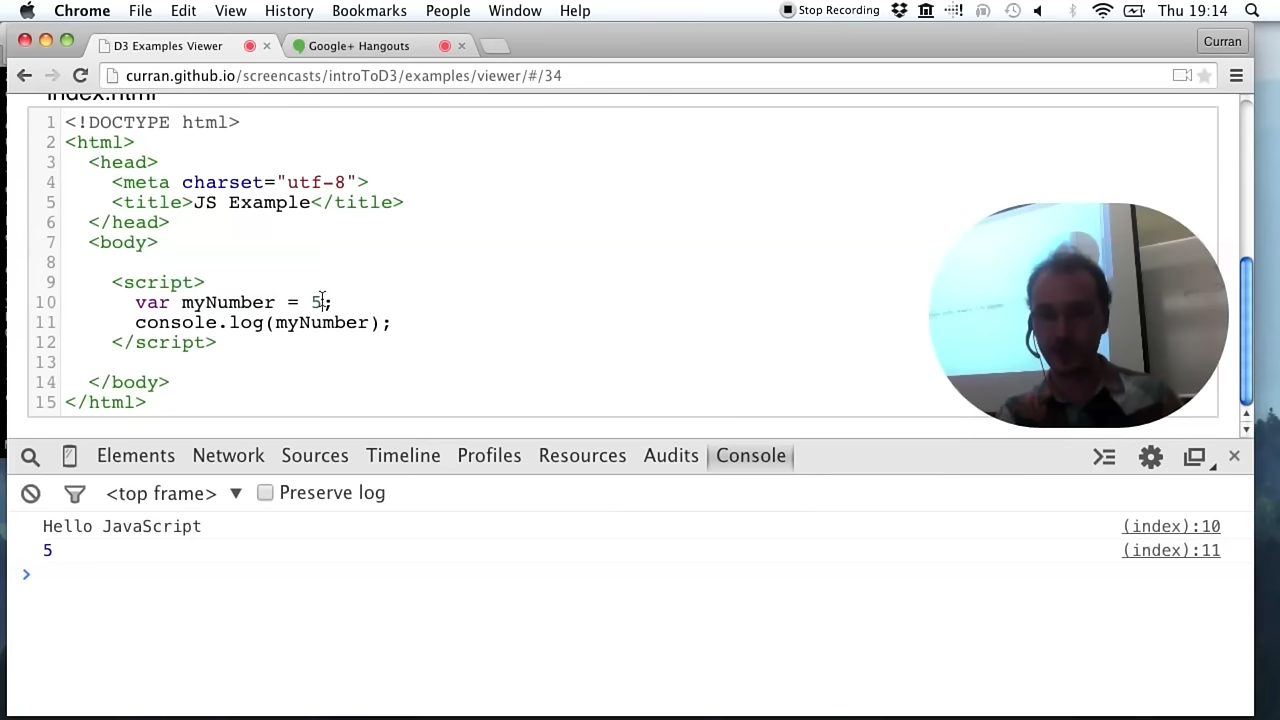 Chrome File Edit View History Bookmarks People Window Help Stop Recording Thu 19:14
D3 Examples Viewer × Google+ Hangouts × Curran
curran.github.io/screencasts/introToD3/examples/viewer/#/34
index.html
1 <!DOCTYPE html>
2 <html>
3 <head>
4 <meta charset="utf-8">
5 <title>JS Example</title>
6 </head>
7 <body>
8
9 <script>
10 var myNumber = 5;
11 console.log(myNumber);
12 </script>
13
14 </body>
15 </html>
Elements Network Sources Timeline Profiles Resources Audits Console
<top frame> ▼ Preserve log
Hello JavaScript (index):10
5 (index):11
>